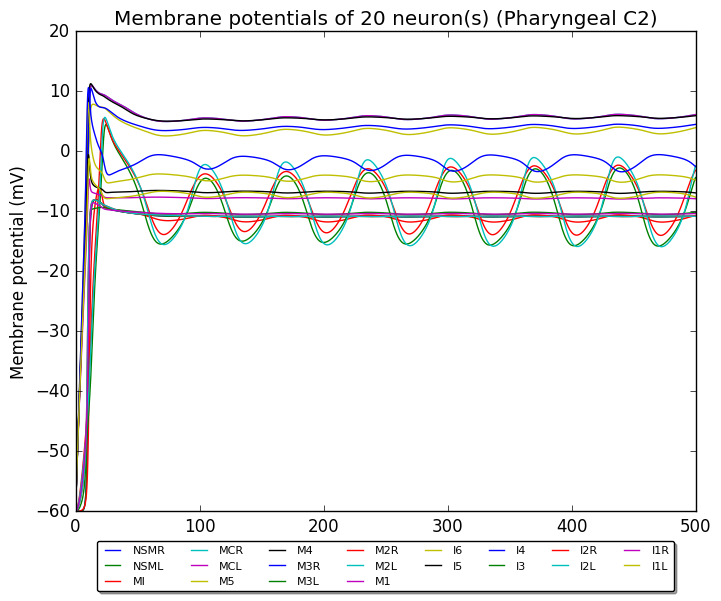 Membrane potentials of 20 neuron(s) (Pharyngeal C2)
20
10
0
−10
−20
−30
−40
−50
−60
Membrane potential (mV)
0 100 200 300 400 500
NSMR MCR M4 M2R I6 I4 I2R I1R
NSML MCL M3R M2L I5 I3 I2L I1L
MI M5 M3L M1